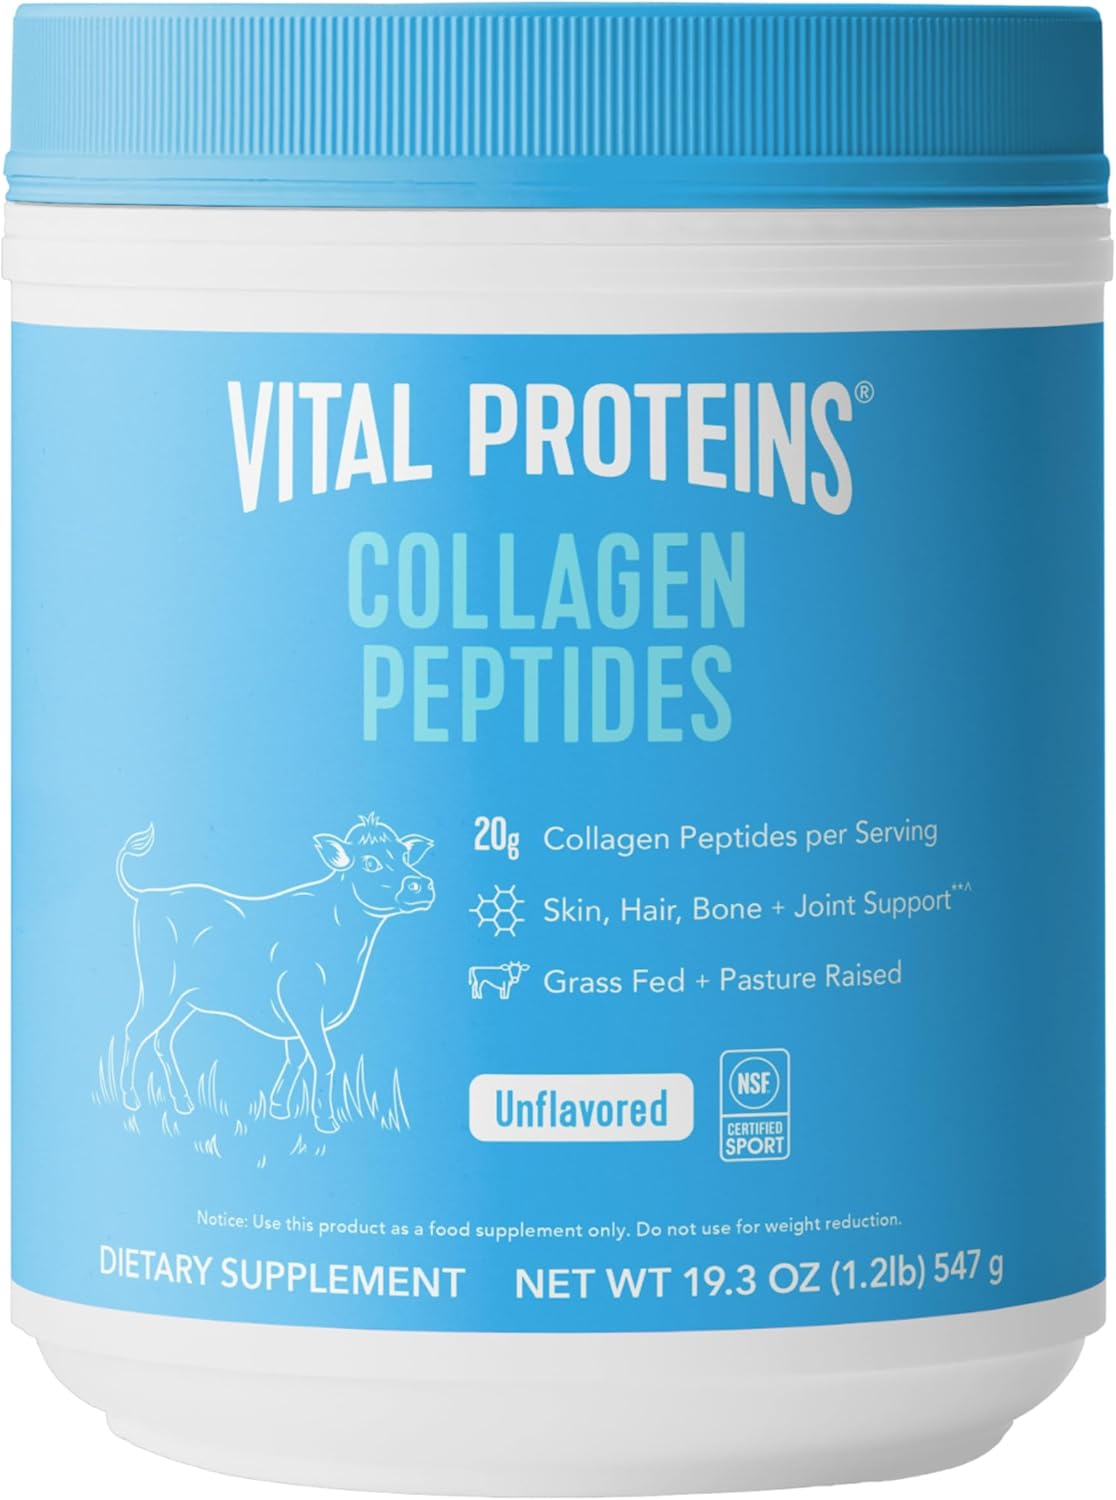 VITAL PROTEINS®
COLLAGEN
PEPTIDES
20g Collagen Peptides per Serving
Skin, Hair, Bone + Joint Support**^
Grass Fed + Pasture Raised
Unflavored
NSF
CERTIFIED
SPORT
Notice: Use this product as a food supplement only. Do not use for weight reduction.
DIETARY SUPPLEMENT NET WT 19.3 OZ (1.2lb) 547 g